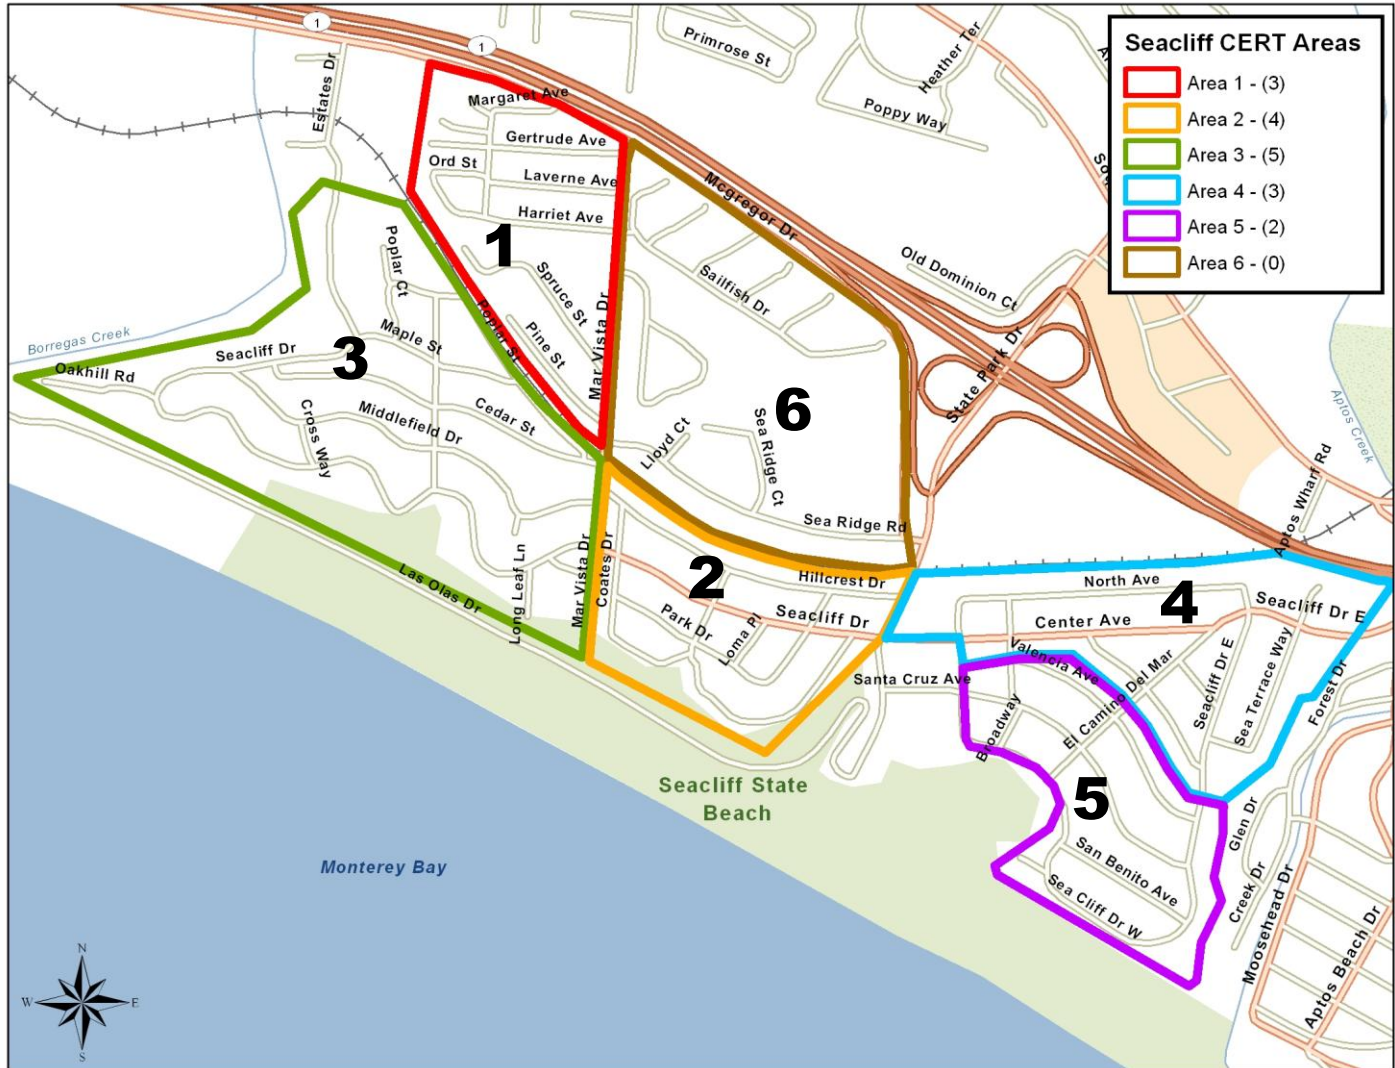 Seacliff CERT Areas
Area 1 - (3)
Area 2 - (4)
Area 3 - (5)
Area 4 - (3)
Area 5 - (2)
Area 6 - (0)
1
1
Primrose St
Heather Ter
Poppy Way
Estates Dr
Margaret Ave
Gertrude Ave
Ord St
Laverne Ave
Harriet Ave
Mcgregor Dr
1
Poplar Ct
Spruce St
Sailfish Dr
Old Dominion Ct
Borregas Creek
Seacliff Dr
Maple St
Poplar St
Pine St
Mar Vista Dr
State Park Dr
3
Oakhill Rd
Cross Way
Middlefield Dr
Cedar St
Lloyd Ct
Sea Ridge Ct
6
Aptos Creek
Sea Ridge Rd
Aptos Wharf Rd
Las Olas Dr
Long Leaf Ln
Mar Vista Dr
Coates Dr
2
Hillcrest Dr
Park Dr
Loma Pl
Seacliff Dr
North Ave
4
Center Ave
Seacliff Dr E
Valencia Ave
Santa Cruz Ave
Broadway
El Camino Del Mar
Seacliff Dr E
Sea Terrace Way
Forest Dr
Seacliff State
Beach
5
San Benito Ave
Sea Cliff Dr W
Glen Dr
Creek Dr
Moosehead Dr
Aptos Beach Dr
Monterey Bay
N
W
E
S